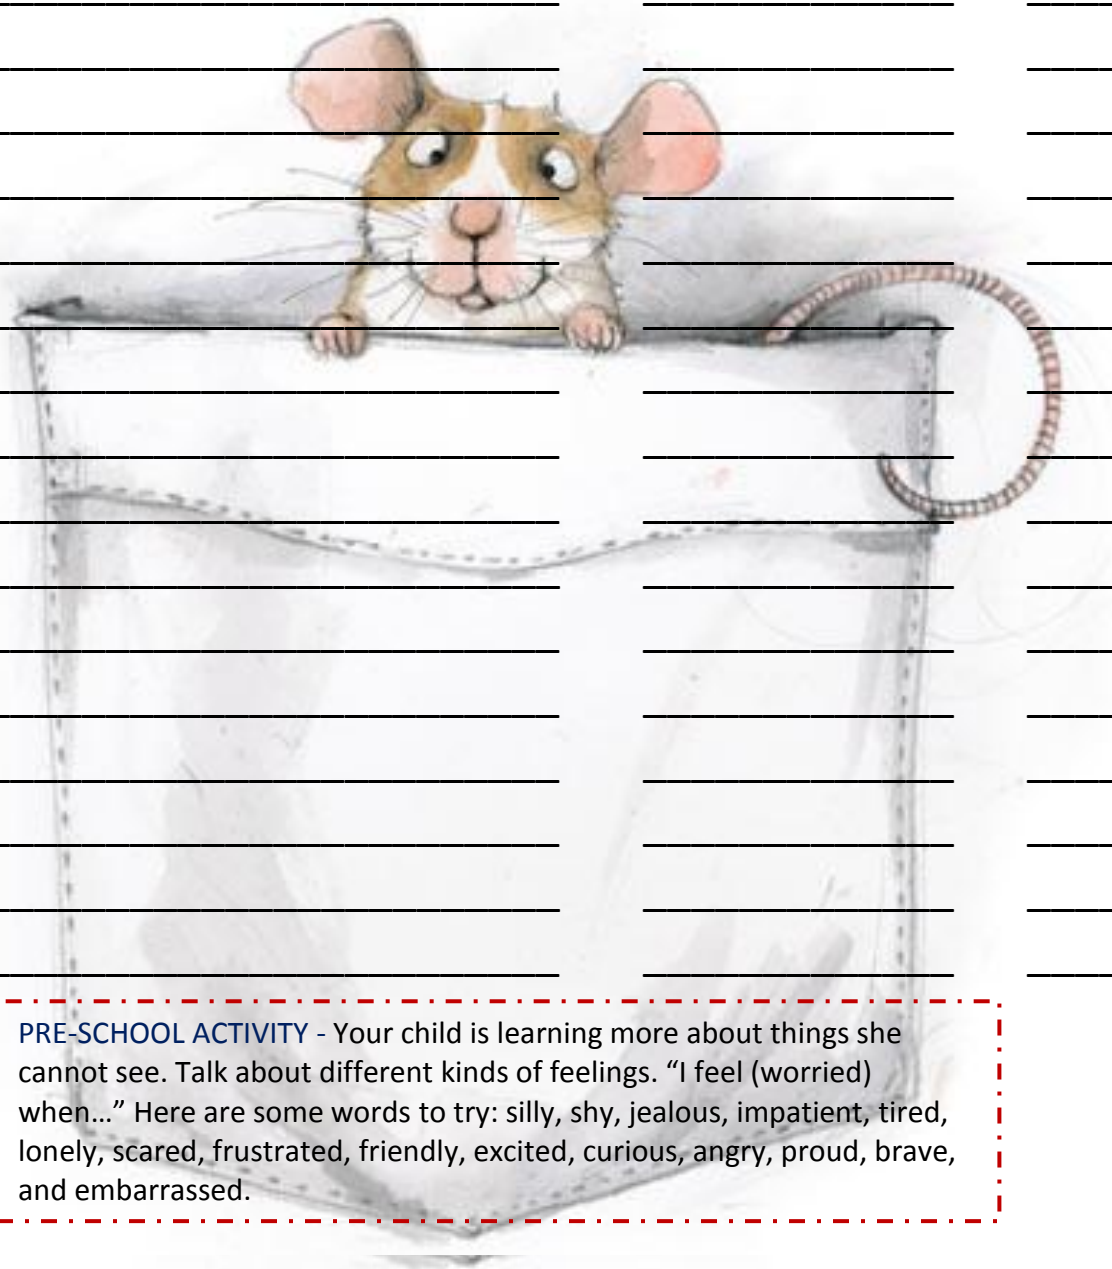 PRE-SCHOOL ACTIVITY - Your child is learning more about things she
cannot see. Talk about different kinds of feelings. “I feel (worried)
when…” Here are some words to try: silly, shy, jealous, impatient, tired,
lonely, scared, frustrated, friendly, excited, curious, angry, proud, brave,
and embarrassed.